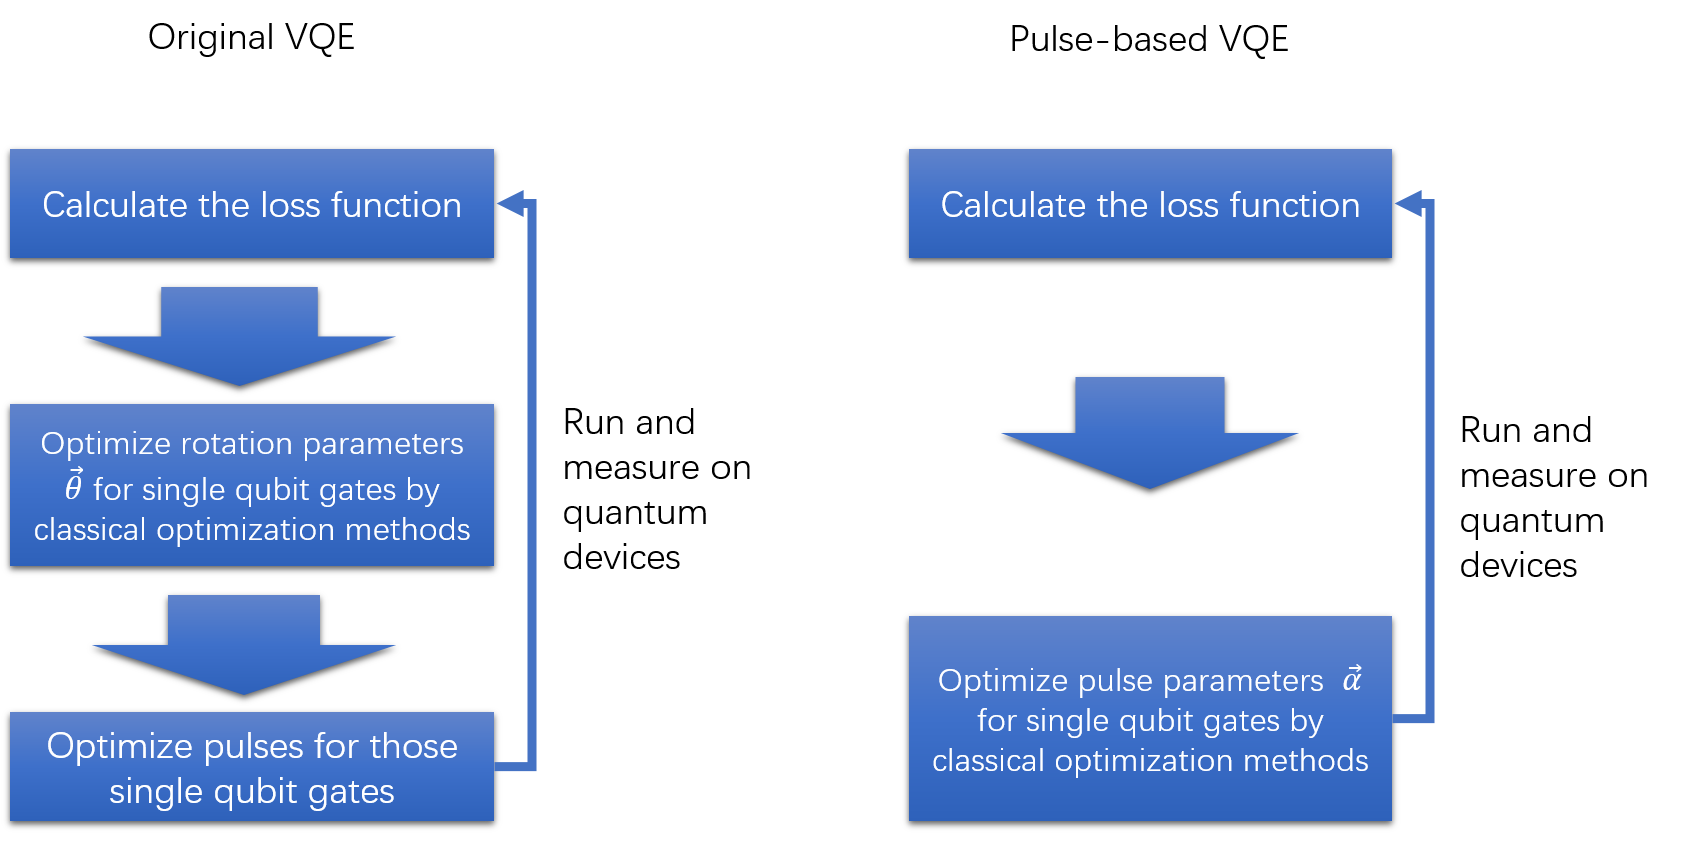 Original VQE
Calculate the loss function
Optimize rotation parameters
$\vec{\theta}$ for single qubit gates by
classical optimization methods
Optimize pulses for those
single qubit gates
Run and
measure on
quantum
devices
Pulse-based VQE
Calculate the loss function
Optimize pulse parameters $\vec{\alpha}$
for single qubit gates by
classical optimization methods
Run and
measure on
quantum
devices